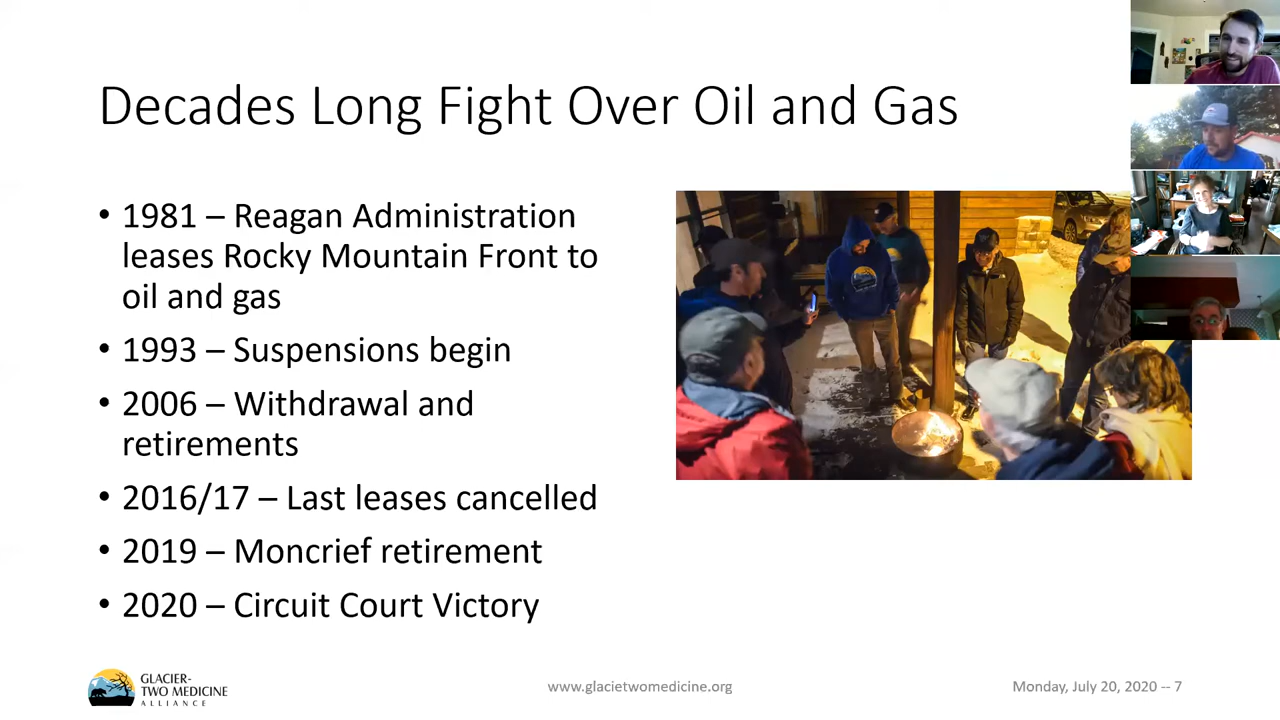 Decades Long Fight Over Oil and Gas
• 1981 – Reagan Administration
leases Rocky Mountain Front to
oil and gas
• 1993 – Suspensions begin
• 2006 – Withdrawal and
retirements
• 2016/17 – Last leases cancelled
• 2019 – Moncrief retirement
• 2020 – Circuit Court Victory
GLACIER-
TWO MEDICINE
ALLIANCE
www.glacietwomedicine.org
Monday, July 20, 2020 -- 7